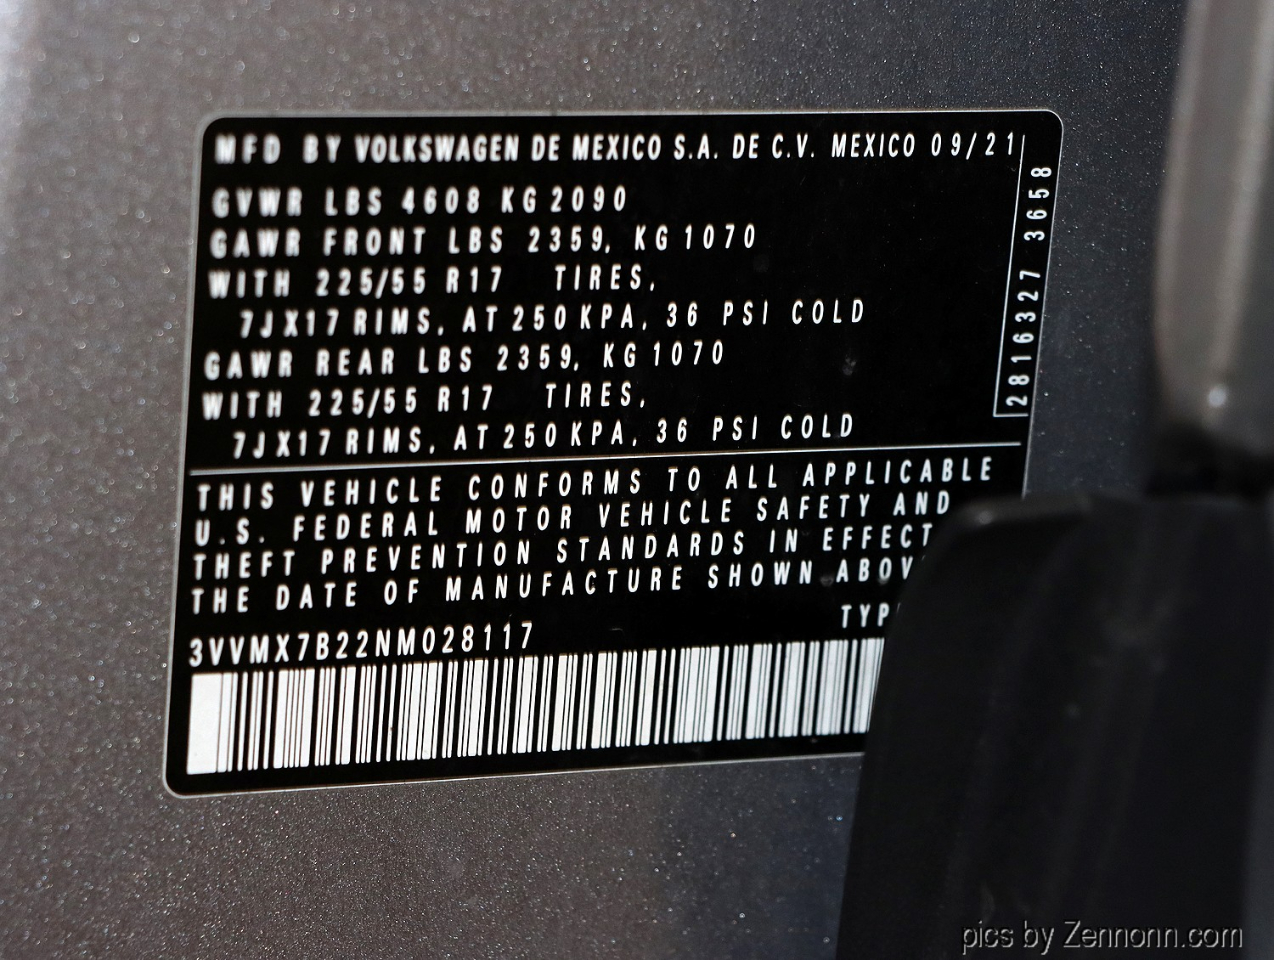 MFD BY VOLKSWAGEN DE MEXICO S.A. DE C.V. MEXICO 09/21
GVWR LBS 4608 KG 2090
GAWR FRONT LBS 2359, KG 1070
WITH 225/55 R17 TIRES,
7JX17 RIMS, AT 250 KPA, 36 PSI COLD
GAWR REAR LBS 2359, KG 1070
WITH 225/55 R17 TIRES,
7JX17 RIMS, AT 250 KPA, 36 PSI COLD
2816327 3658
THIS VEHICLE CONFORMS TO ALL APPLICABLE
U.S. FEDERAL MOTOR VEHICLE SAFETY AND
THEFT PREVENTION STANDARDS IN EFFECT
THE DATE OF MANUFACTURE SHOWN
3VVMX7B22NM028117
pics by Zennonn.com